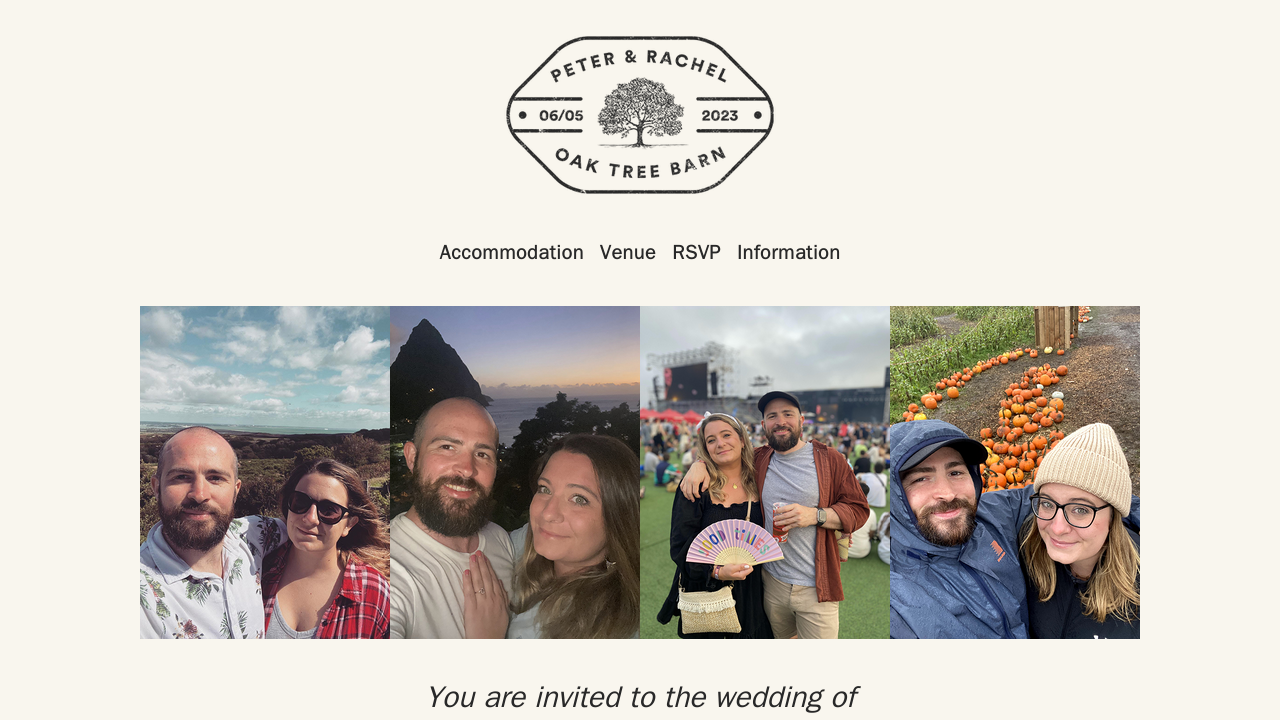 PETER & RACHEL
06/05 2023
OAK TREE BARN
Accommodation Venue RSVP Information
You are invited to the wedding of